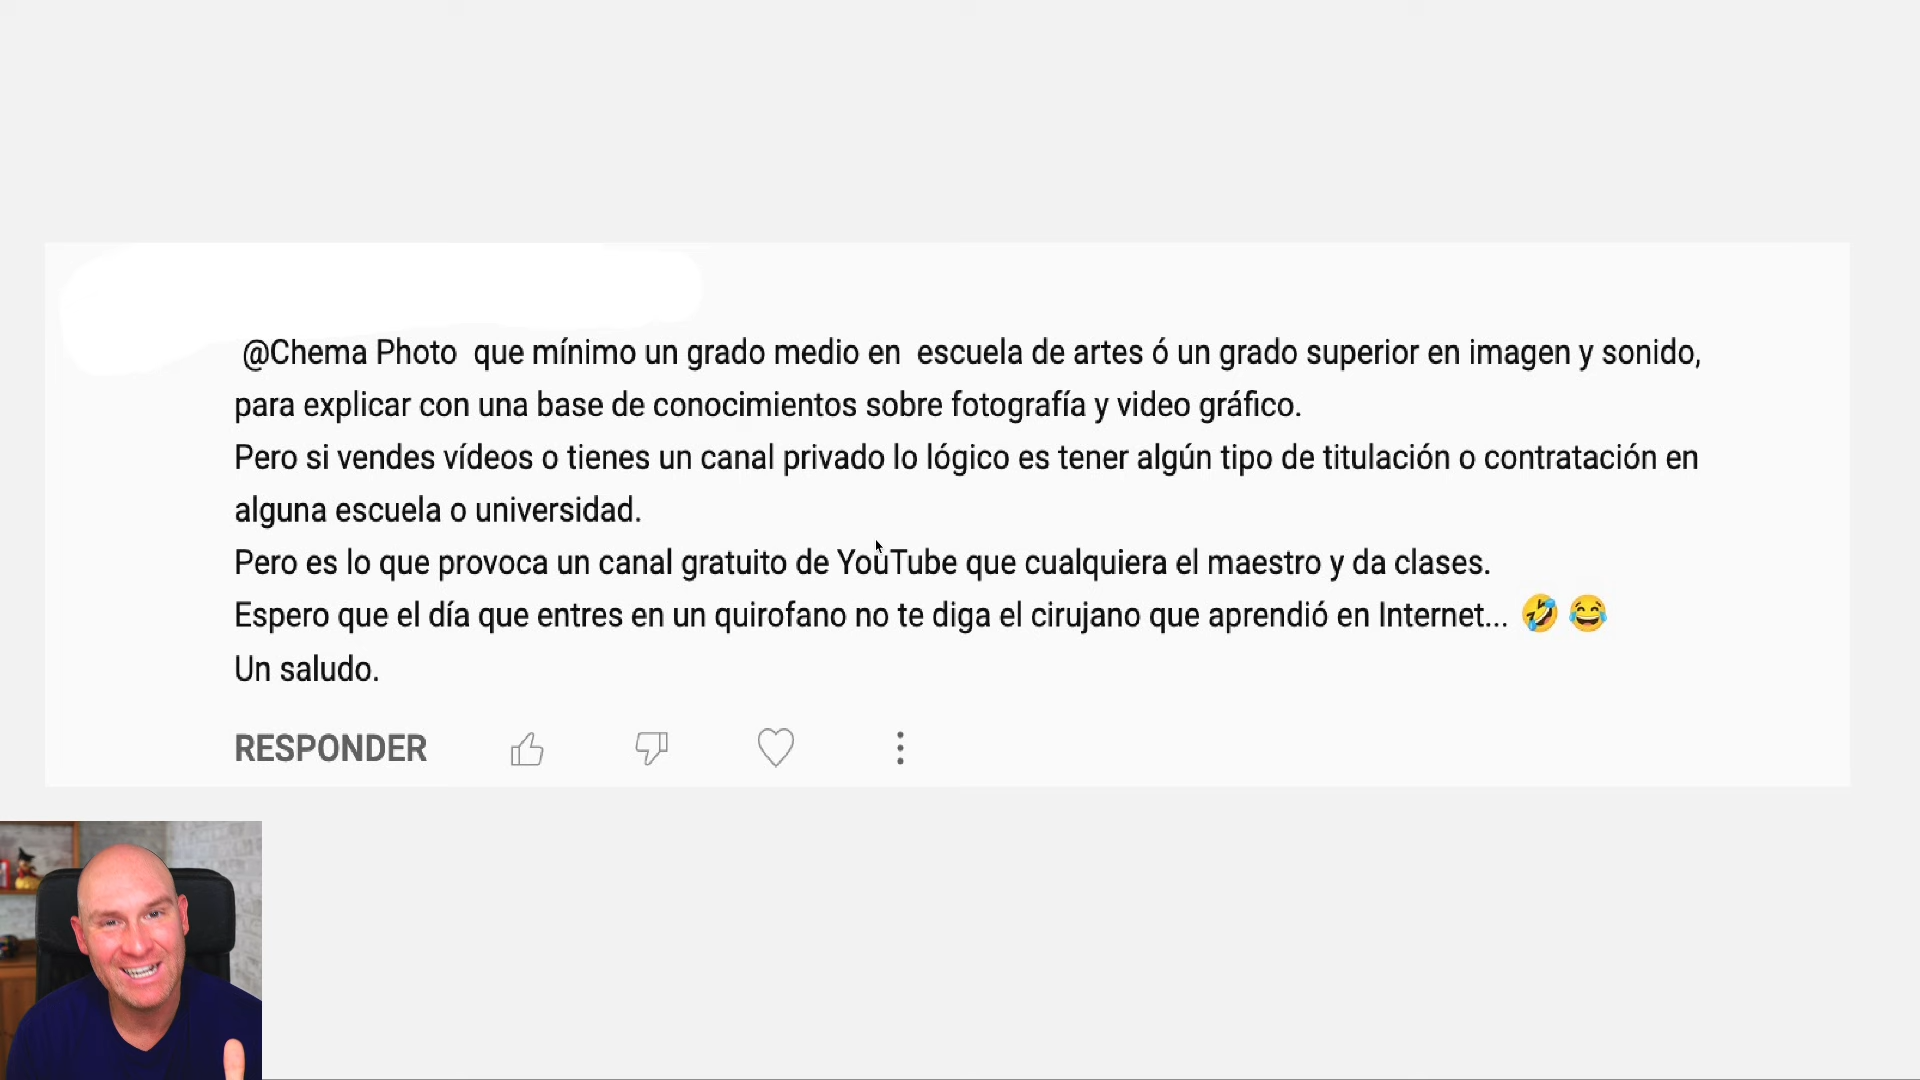 @Chema Photo  que mínimo un grado medio en  escuela de artes ó un grado superior en imagen y sonido,
para explicar con una base de conocimientos sobre fotografía y video gráfico.
Pero si vendes vídeos o tienes un canal privado lo lógico es tener algún tipo de titulación o contratación en
alguna escuela o universidad.
Pero es lo que provoca un canal gratuito de YouTube que cualquiera el maestro y da clases.
Espero que el día que entres en un quirofano no te diga el cirujano que aprendió en Internet... 🤣 😂
Un saludo.
RESPONDER